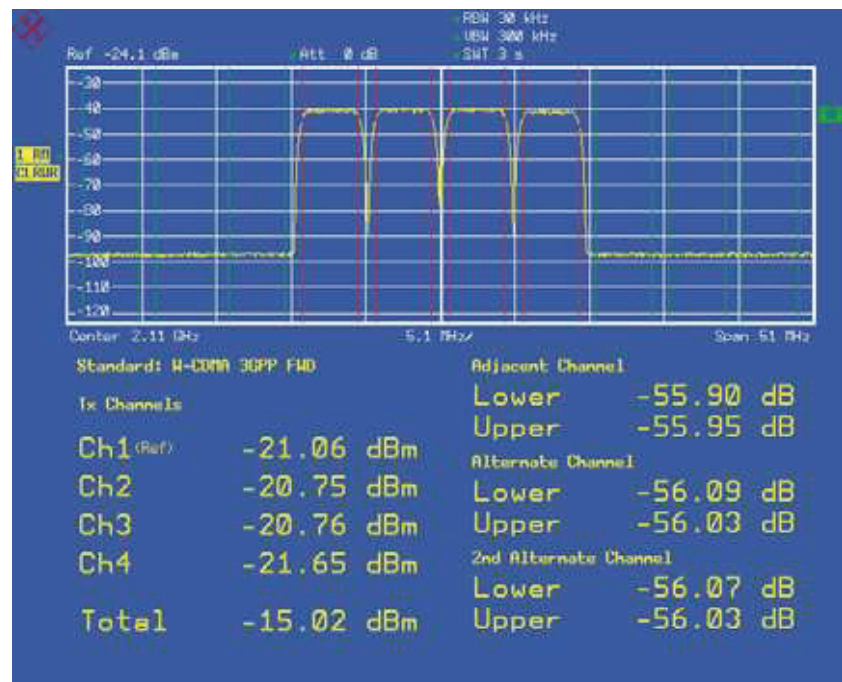 RBW 30 kHz
VBW 300 kHz
Ref -24.1 dBm Att 0 dB SWT 3 s
-30
-40
-50
1 RM
-60
CLRWR
-70
-80
-90
-100
-110
-120
Center 2.11 GHz 5.1 MHz/ Span 51 MHz
Standard: W-CDMA 3GPP FWD
Tx Channels
Ch1 (Ref) -21.06 dBm
Ch2 -20.75 dBm
Ch3 -20.76 dBm
Ch4 -21.65 dBm
Total -15.02 dBm
Adjacent Channel
Lower -55.90 dB
Upper -55.95 dB
Alternate Channel
Lower -56.09 dB
Upper -56.03 dB
2nd Alternate Channel
Lower -56.07 dB
Upper -56.03 dB